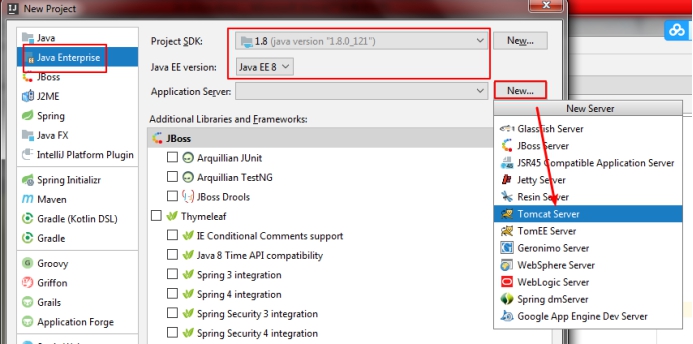 New Project
Java
Java Enterprise
JBoss
J2ME
Spring
Java FX
IntelliJ Platform Plugin
Spring Initializr
Maven
Gradle (Kotlin DSL)
Gradle
Groovy
Griffon
Grails
Application Forge
Project SDK: 1.8 (java version "1.8.0_121") New...
Java EE version: Java EE 8
Application Server: New...
Additional Libraries and Frameworks:
JBoss
Arquillian JUnit
Arquillian TestNG
JBoss Drools
Thymeleaf
IE Conditional Comments support
Java 8 Time API compatibility
Spring 3 integration
Spring 4 integration
Spring Security 3 integration
Spring Security 4 integration
New Server
Glassfish Server
JBoss Server
JSR45 Compatible Application Server
Jetty Server
Resin Server
Tomcat Server
TomEE Server
Geronimo Server
WebSphere Server
WebLogic Server
Spring dmServer
Google App Engine Dev Server